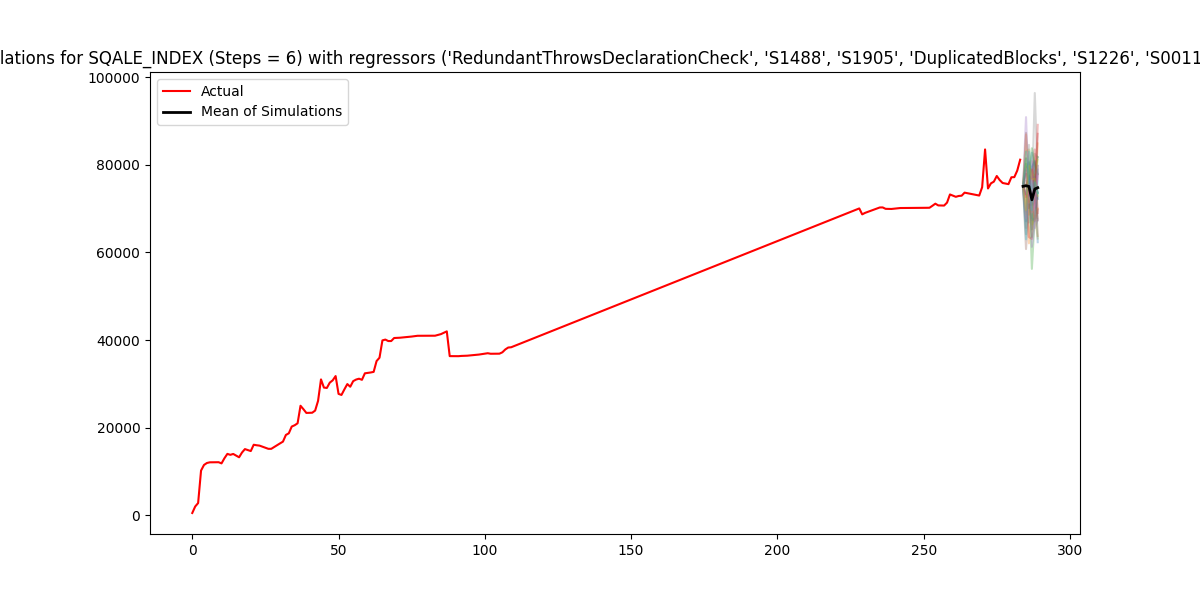 lations for SQALE_INDEX (Steps = 6) with regressors ('RedundantThrowsDeclarationCheck', 'S1488', 'S1905', 'DuplicatedBlocks', 'S1226', 'S0011
Actual
Mean of Simulations
100000
80000
60000
40000
20000
0
0 50 100 150 200 250 300